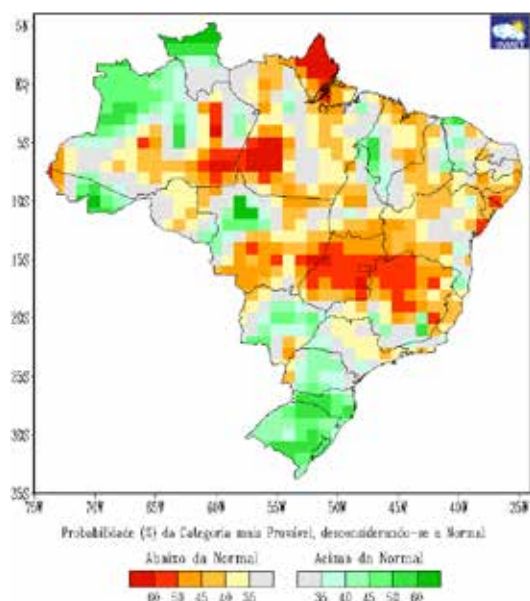 5N
0S
5S
10S
15S
20S
25S
30S
35S
75W 70W 65W 60W 55W 50W 45W 40W 35W
Probabilidade (%) da Categoria mais Provável, desconsiderando-se a Normal
Abaixo da Normal Acima da Normal
60 50 45 40 35 35 40 45 50 60